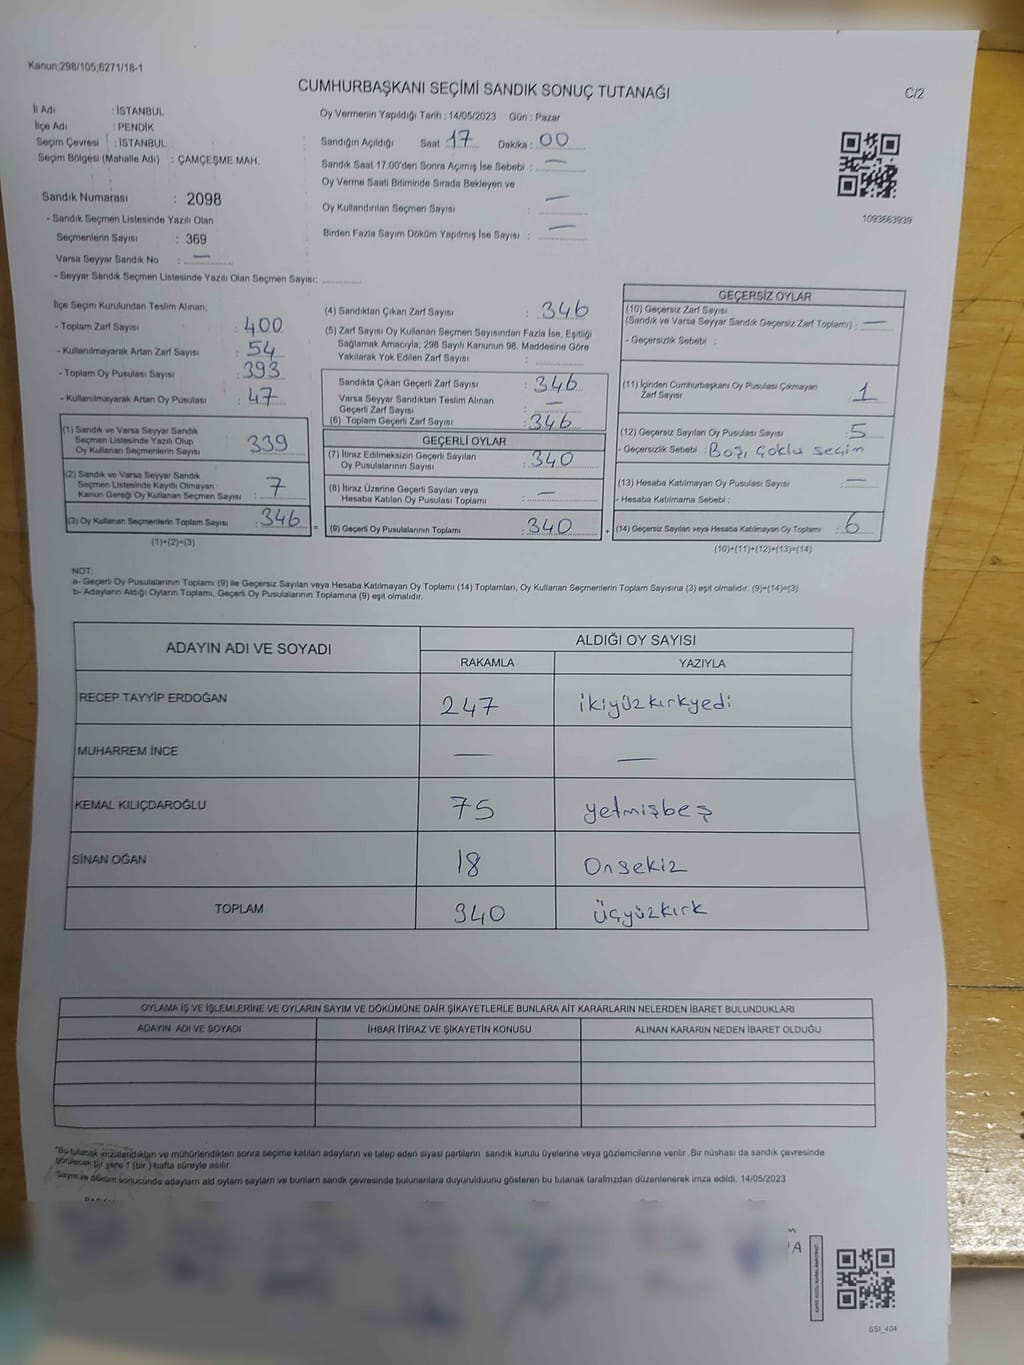 Kanun;298/105;6271/18-1
CUMHURBAŞKANI SEÇİMİ SANDIK SONUÇ TUTANAĞI
C/2
İl Adı : İSTANBUL
İlçe Adı : PENDİK
Seçim Çevresi : İSTANBUL
Seçim Bölgesi (Mahalle Adı) : ÇAMÇEŞME MAH.
Oy Vermenin Yapıldığı Tarih : 14/05/2023 Gün : Pazar
Sandığın Açıldığı Saat 17 Dakika : 00
Sandık Saat 17:00'den Sonra Açımış İse Sebebi : —
Oy Verme Saati Bitiminde Sırada Bekleyen ve
Oy Kullandırılan Seçmen Sayısı : —
Birden Fazla Sayım Döküm Yapılmış İse Sayısı : —
1093663939
Sandık Numarası : 2098
- Sandık Seçmen Listesinde Yazılı Olan
Seçmenlerin Sayısı : 369
Varsa Seyyar Sandık No : —
- Seyyar Sandık Seçmen Listesinde Yazılı Olan Seçmen Sayısı:
İlçe Seçim Kurulundan Teslim Alınan;
- Toplam Zarf Sayısı : 400
- Kullanılmayarak Artan Zarf Sayısı : 54
- Toplam Oy Pusulası Sayısı : 393
- Kullanılmayarak Artan Oy Pusulası : 47
(1) Sandık ve Varsa Seyyar Sandık
Seçmen Listesinde Yazılı Olup
Oy Kullanan Seçmenlerin Sayısı : 339
(2) Sandık ve Varsa Seyyar Sandık
Seçmen Listesinde Kayıtlı Olmayan
Kanun Gereği Oy Kullanan Seçmen Sayısı : 7
(3) Oy Kullanan Seçmenlerin Toplam Sayısı : 346
(1)+(2)=(3)
(4) Sandıktan Çıkan Zarf Sayısı : 346
(5) Zarf Sayısı Oy Kullanan Seçmen Sayısından Fazla İse, Eşitliği
Sağlamak Amacıyla; 298 Sayılı Kanunun 98. Maddesine Göre
Yakılarak Yok Edilen Zarf Sayısı :
Sandıkta Çıkan Geçerli Zarf Sayısı : 346
Varsa Seyyar Sandıktan Teslim Alınan
Geçerli Zarf Sayısı : —
(6) Toplam Geçerli Zarf Sayısı : 346
GEÇERLİ OYLAR
(7) İtiraz Edilmeksizin Geçerli Sayılan
Oy Pusulalarının Sayısı : 340
(8) İtiraz Üzerine Geçerli Sayılan veya
Hesaba Katılan Oy Pusulası Toplamı : —
(9) Geçerli Oy Pusulalarının Toplamı : 340
GEÇERSİZ OYLAR
(10) Geçersiz Zarf Sayısı
(Sandık ve Varsa Seyyar Sandık Geçersiz Zarf Toplamı) : —
- Geçersizlik Sebebi :
(11) İçinden Cumhurbaşkanı Oy Pusulası Çıkmayan
Zarf Sayısı : 1
(12) Geçersiz Sayılan Oy Pusulası Sayısı : 5
- Geçersizlik Sebebi : Boş, çoklu seçim
(13) Hesaba Katılmayan Oy Pusulası Sayısı : —
- Hesaba Katılmama Sebebi :
(14) Geçersiz Sayılan veya Hesaba Katılmayan Oy Toplamı : 6
(10)+(11)+(12)+(13)=(14)
NOT:
a- Geçerli Oy Pusulalarının Toplamı (9) ile Geçersiz Sayılan veya Hesaba Katılmayan Oy Toplamı (14) Toplamları, Oy Kullanan Seçmenlerin Toplam Sayısına (3) eşit olmalıdır. (9)+(14)=(3)
b- Adayların Aldığı Oyların Toplamı, Geçerli Oy Pusulalarının Toplamına (9) eşit olmalıdır.
ADAYIN ADI VE SOYADI ALDIĞI OY SAYISI
RAKAMLA YAZIYLA
RECEP TAYYİP ERDOĞAN 247 ikiyüzkırkyedi
MUHARREM İNCE — —
KEMAL KILIÇDAROĞLU 75 yetmişbeş
SİNAN OĞAN 18 Onsekiz
TOPLAM 340 üçyüzkırk
OYLAMA İŞ VE İŞLEMLERİNE VE OYLARIN SAYIM VE DÖKÜMÜNE DAİR ŞİKAYETLERLE BUNLARA AİT KARARLARIN NELERDEN İBARET BULUNDUKLARI
ADAYIN ADI VE SOYADI İHBAR İTİRAZ VE ŞİKAYETİN KONUSU ALINAN KARARIN NEDEN İBARET OLDUĞU
*Bu tutanak imzalandıktan ve mühürlendikten sonra seçime katılan adayların ve talep eden siyasi partilerin sandık kurulu üyelerine veya gözlemcilerine verilir. Bir nüshası da sandık çevresinde
görülecek bir yere 1 (bir) hafta süreyle asılır.
*Sayım ve döküm sonucunda adayların ald oyların saylarn ve bunların sandk çevresinde bulunanlara duyurulduunu gösteren bu tutanak tarafmzdan düzenlenerek imza edildi. 14/05/2023
SSI_404